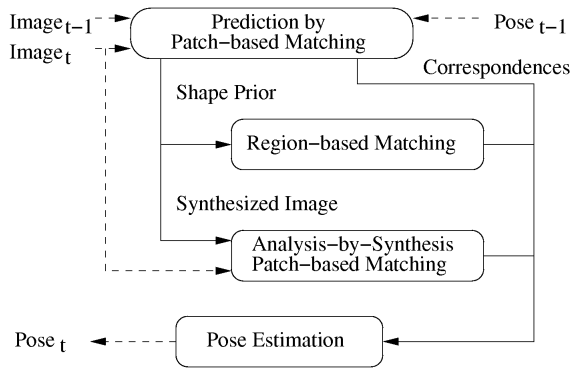 Image t−1
Prediction by
Patch−based Matching
Pose t−1
Image t
Correspondences
Shape Prior
Region−based Matching
Synthesized Image
Analysis−by−Synthesis
Patch−based Matching
Pose t
Pose Estimation